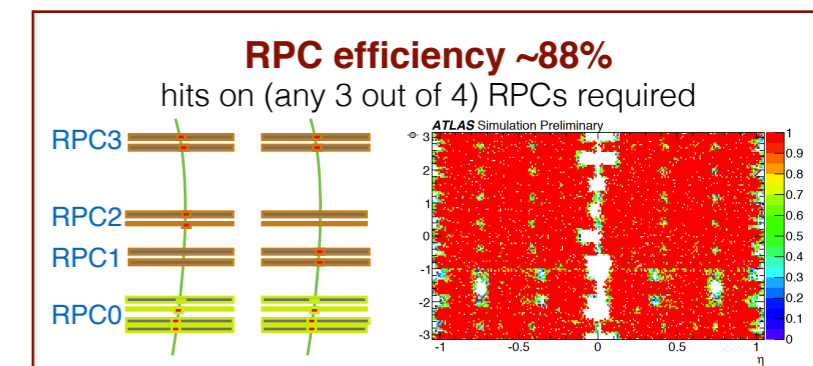 RPC efficiency ~88%
hits on (any 3 out of 4) RPCs required
RPC3
RPC2
RPC1
RPC0
ATLAS Simulation Preliminary
ϕ
3
2
1
0
-1
-2
-3
-1
-0.5
0
0.5
1
η
1
0.9
0.8
0.7
0.6
0.5
0.4
0.3
0.2
0.1
0